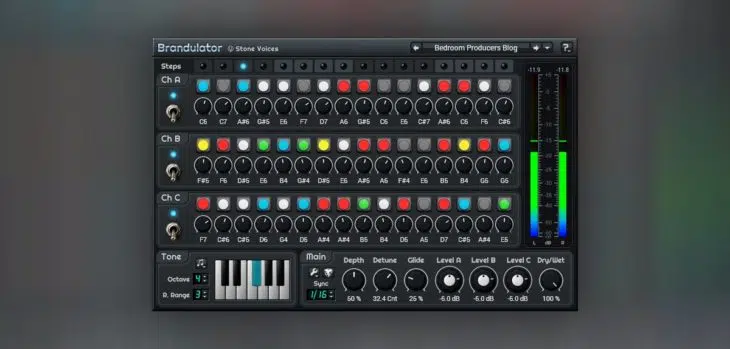 Brandulator Stone Voices
Bedroom Producers Blog
?
Steps
-11.9 -11.8
Ch A
C6 C7 A#6 G6 E6 F7 D7 A6 G#5 C6 E6 C#7 A#5 C6 F6 C#6
Ch B
F#5 F6 D#5 E6 B4 G#4 D#5 E6 A#5 A6 F#4 E6 B5 B4 G6 G5
Ch C
F7 C#6 C#5 D6 G4 D5 A#4 A#4 B5 B4 D6 A5 D7 C#5 A#4 E5
L dB R
Tone
Octave 4
R. Range 3
Main
Sync
1/16
Depth Detune Glide Level A Level B Level C Dry/Wet
50 % 32.4 Cnt 25 % -6.0 dB -6.0 dB -6.0 dB 100 %